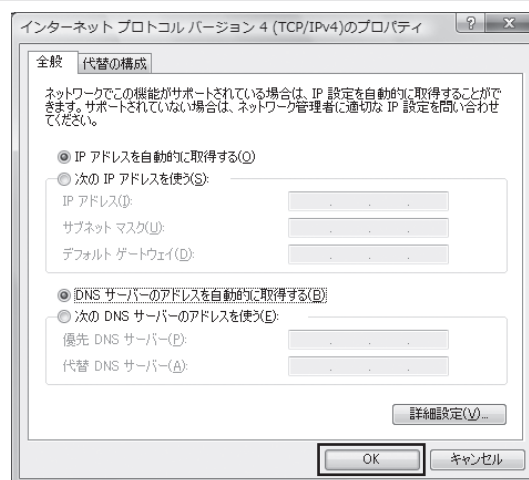 インターネット プロトコル バージョン 4 (TCP/IPv4)のプロパティ
? X
全般 代替の構成
ネットワークでこの機能がサポートされている場合は、IP 設定を自動的に取得することがで
きます。サポートされていない場合は、ネットワーク管理者に適切な IP 設定を問い合わせ
てください。
IP アドレスを自動的に取得する(O)
次の IP アドレスを使う(S):
IP アドレス(I):
サブネット マスク(U):
デフォルト ゲートウェイ(D):
DNS サーバーのアドレスを自動的に取得する(B)
次の DNS サーバーのアドレスを使う(E):
優先 DNS サーバー(P):
代替 DNS サーバー(A):
詳細設定(V)...
OK キャンセル